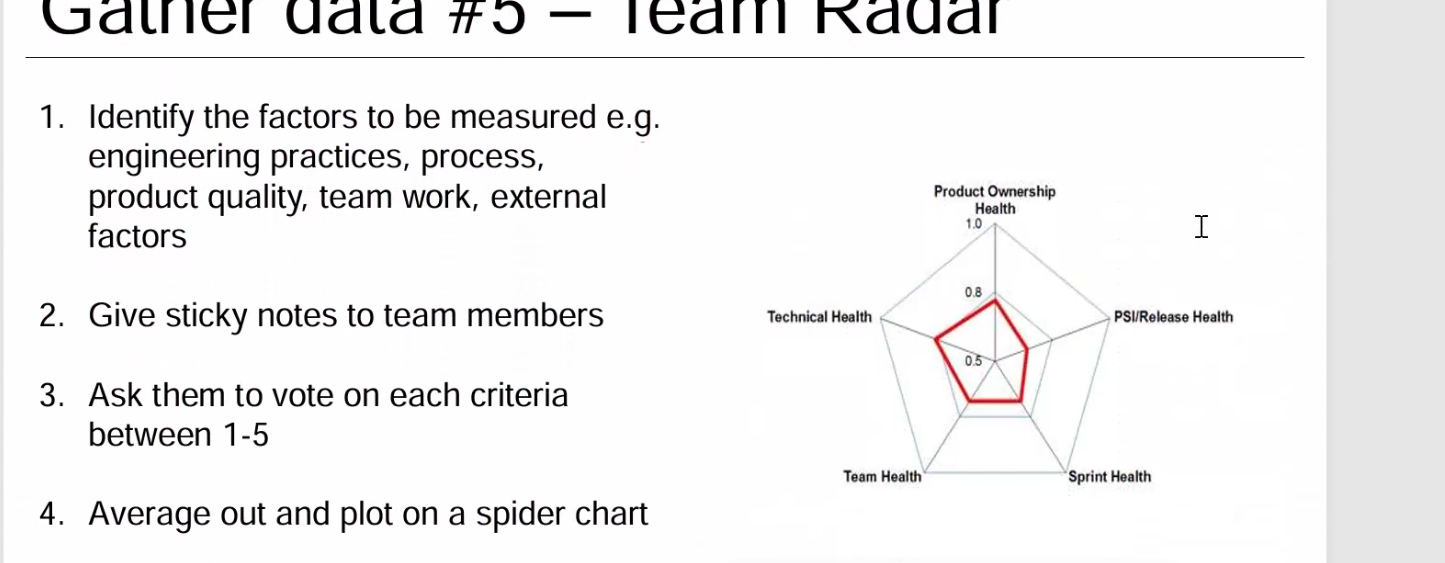 Gather data #5 – Team Radar
1. Identify the factors to be measured e.g.
engineering practices, process,
product quality, team work, external
factors
2. Give sticky notes to team members
3. Ask them to vote on each criteria
between 1-5
4. Average out and plot on a spider chart
Product Ownership
Health
1.0
0.8
Technical Health
PSI/Release Health
0.5
Team Health
Sprint Health